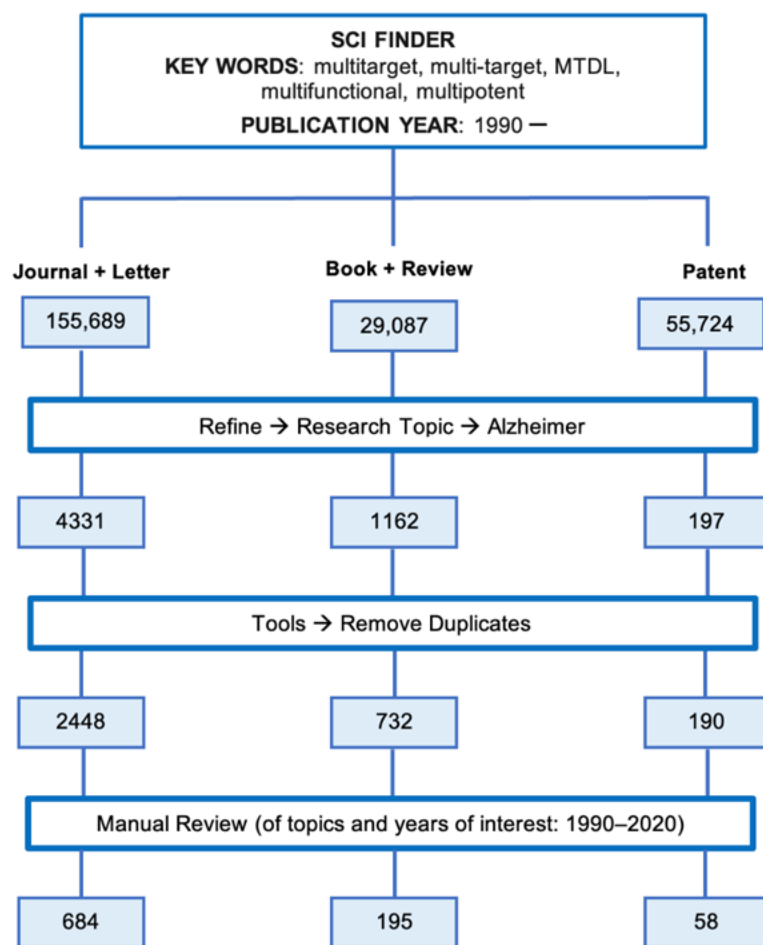 SCI FINDER
KEY WORDS: multitarget, multi-target, MTDL,
multifunctional, multipotent
PUBLICATION YEAR: 1990 —
Journal + Letter
Book + Review
Patent
155,689
29,087
55,724
Refine → Research Topic → Alzheimer
4331
1162
197
Tools → Remove Duplicates
2448
732
190
Manual Review (of topics and years of interest: 1990–2020)
684
195
58